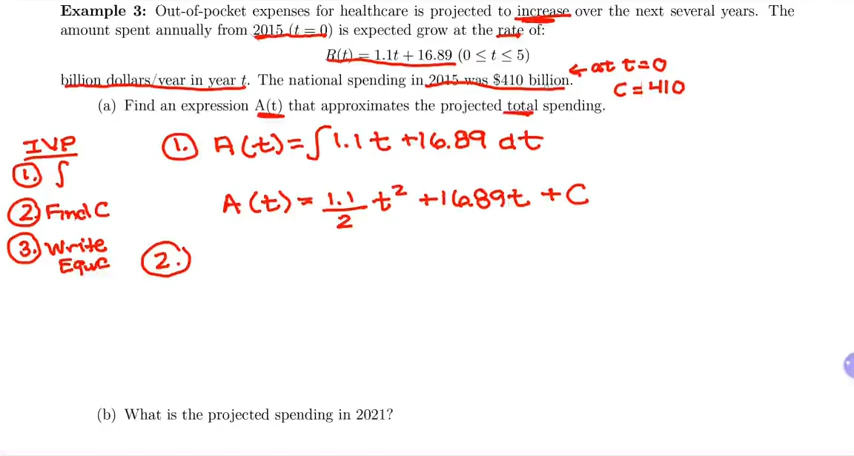 Example 3: Out-of-pocket expenses for healthcare is projected to increase over the next several years. The
amount spent annually from 2015 (t = 0) is expected grow at the rate of:
R(t) = 1.1t + 16.89 (0 ≤ t ≤ 5)
billion dollars/year in year t. The national spending in 2015 was $410 billion.
← at t=0
C=410
(a) Find an expression A(t) that approximates the projected total spending.
IVP
1. ∫
2. Find C
3. Write
Equa
1. A(t)=∫1.1t+16.89 dt
A(t)= 1.1/2 t² +16.89t +C
2.
(b) What is the projected spending in 2021?